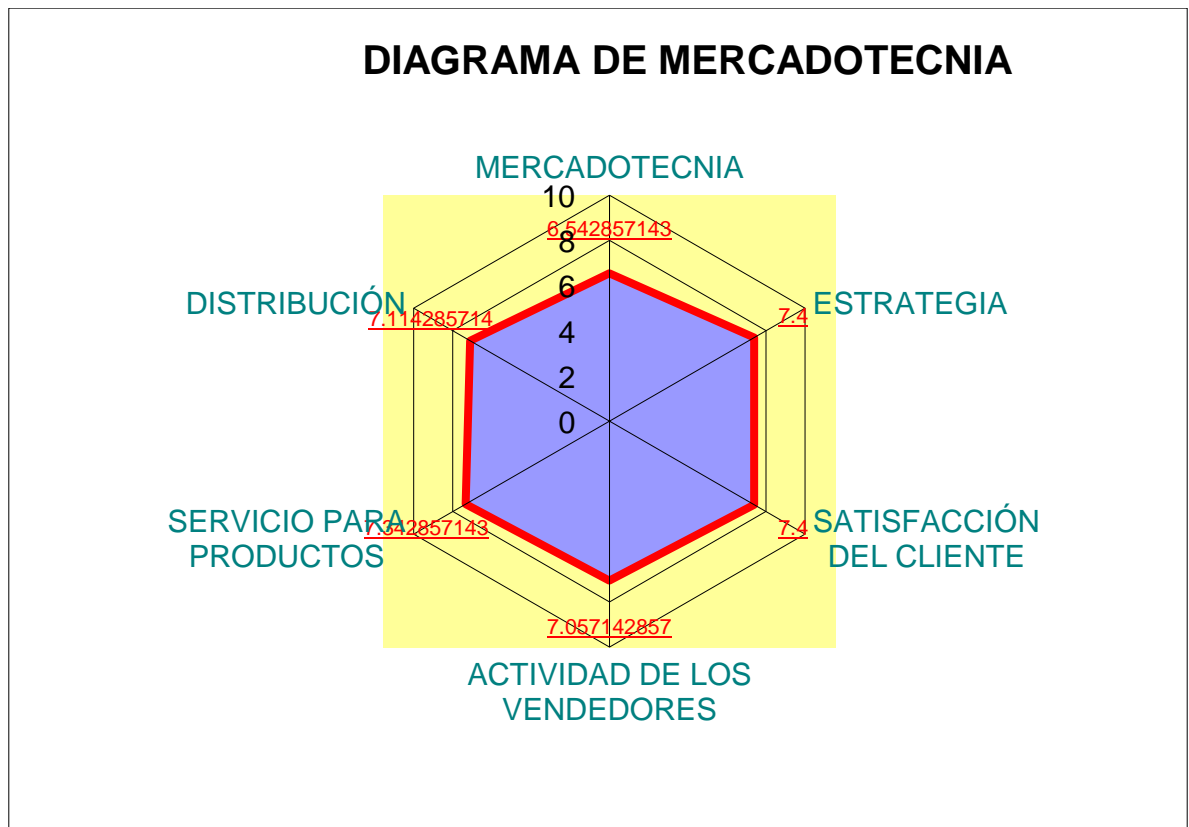 DIAGRAMA DE MERCADOTECNIA
MERCADOTECNIA
10
6.542857143
8
6
DISTRIBUCIÓN
ESTRATEGIA
7.114285714
7.4
4
2
0
SERVICIO PARA
PRODUCTOS
7.342857143
SATISFACCIÓN
DEL CLIENTE
7.4
7.057142857
ACTIVIDAD DE LOS
VENDEDORES